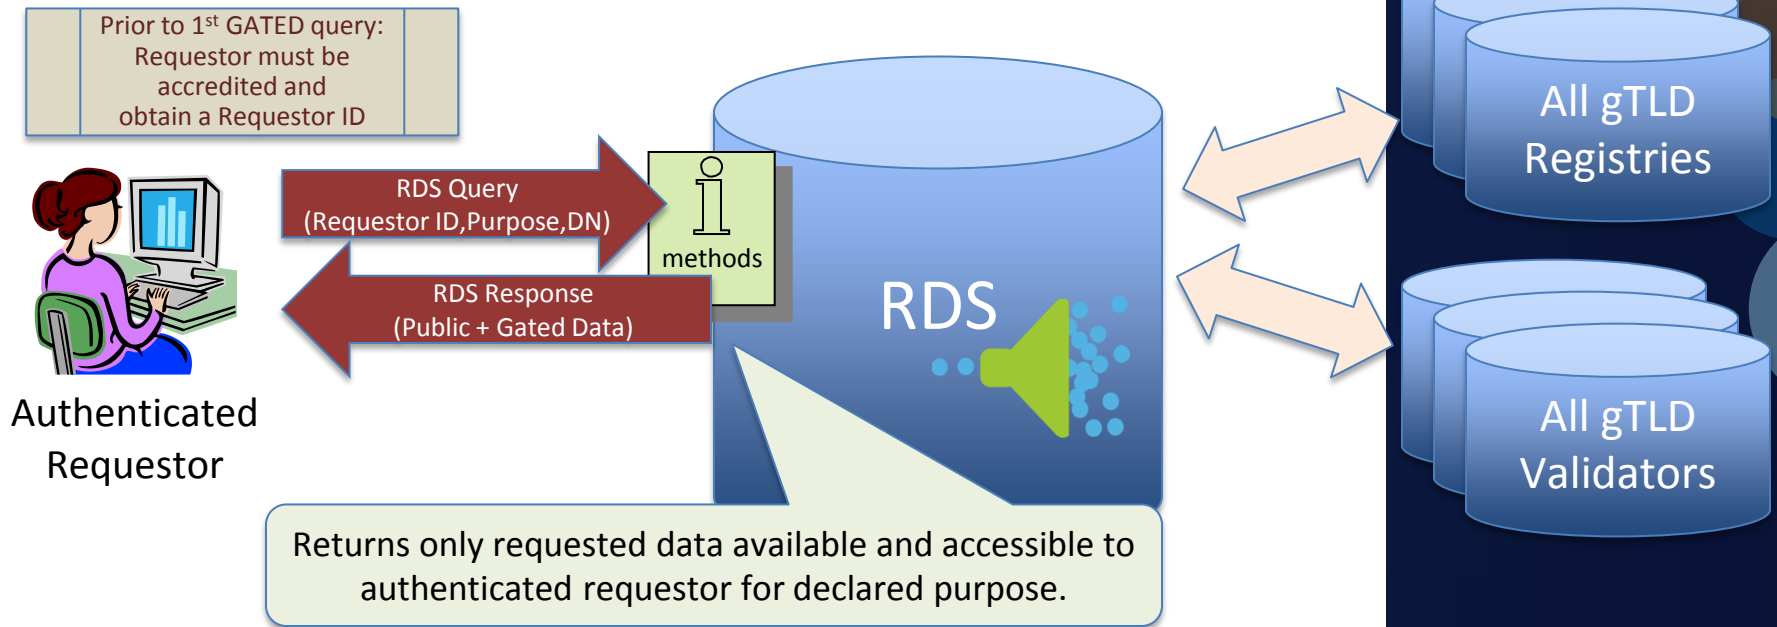 Prior to 1st GATED query:
Requestor must be
accredited and
obtain a Requestor ID
RDS Query
(Requestor ID,Purpose,DN)
RDS Response
(Public + Gated Data)
i
methods
RDS
Authenticated
Requestor
Returns only requested data available and accessible to
authenticated requestor for declared purpose.
All gTLD
Registries
All gTLD
Validators